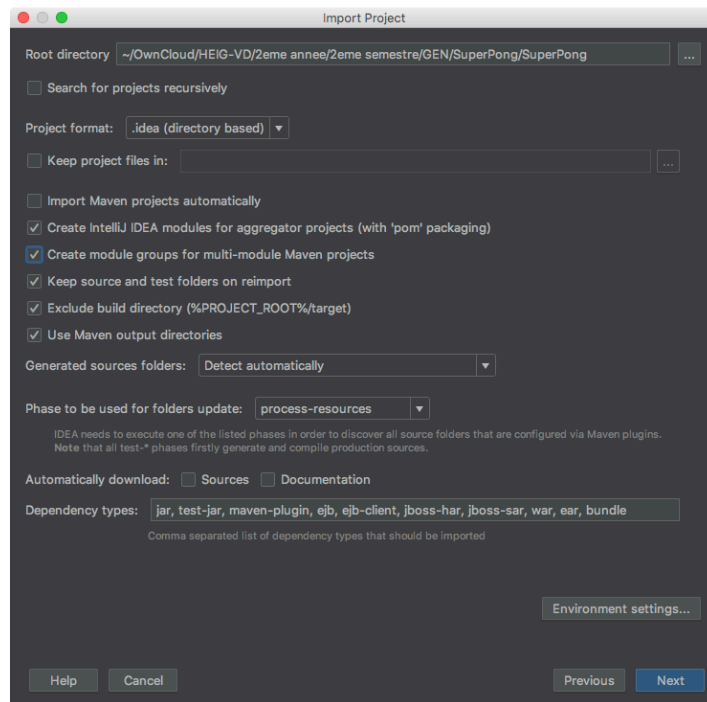 Import Project
Root directory ~/OwnCloud/HEIG-VD/2eme annee/2eme semestre/GEN/SuperPong/SuperPong ...
Search for projects recursively
Project format: .idea (directory based)
Keep project files in: ...
Import Maven projects automatically
Create IntelliJ IDEA modules for aggregator projects (with 'pom' packaging)
Create module groups for multi-module Maven projects
Keep source and test folders on reimport
Exclude build directory (%PROJECT_ROOT%/target)
Use Maven output directories
Generated sources folders: Detect automatically
Phase to be used for folders update: process-resources
IDEA needs to execute one of the listed phases in order to discover all source folders that are configured via Maven plugins.
Note that all test-* phases firstly generate and compile production sources.
Automatically download: Sources Documentation
Dependency types: jar, test-jar, maven-plugin, ejb, ejb-client, jboss-har, jboss-sar, war, ear, bundle
Comma separated list of dependency types that should be imported
Environment settings...
Help Cancel Previous Next